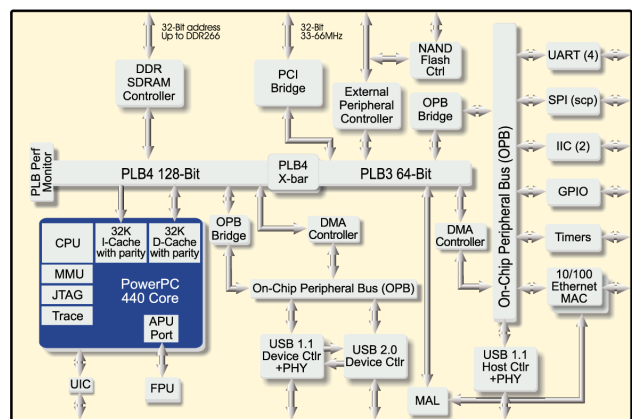 32-Bit address
Up to DDR266
32-Bit
33-66MHz
DDR
SDRAM
Controller
PCI
Bridge
External
Peripheral
Controller
NAND
Flash
Ctrl
OPB
Bridge
UART (4)
SPI (scp)
IIC (2)
GPIO
Timers
10/100
Ethernet
MAC
On-Chip Peripheral Bus (OPB)
PLB Perf
Monitor
PLB4 128-Bit
PLB4
X-bar
PLB3 64-Bit
CPU
32K
I-Cache
with parity
32K
D-Cache
with parity
MMU
JTAG
Trace
PowerPC
440 Core
APU
Port
OPB
Bridge
DMA
Controller
DMA
Controller
On-Chip Peripheral Bus (OPB)
USB 1.1
Device Ctlr
+PHY
USB 2.0
Device Ctlr
USB 1.1
Host Ctlr
+PHY
UIC
FPU
MAL